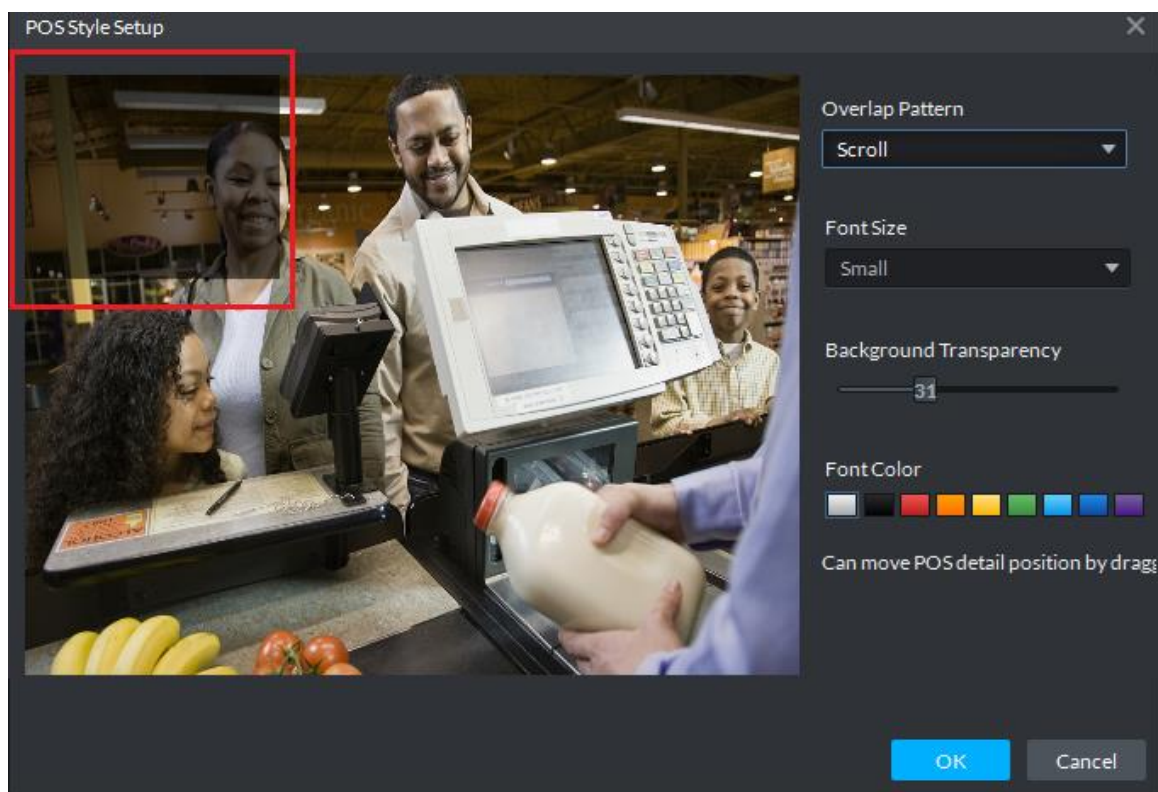 POS Style Setup
Overlap Pattern
Scroll
Font Size
Small
Background Transparency
31
Font Color
Can move POS detail position by dragg
OK
Cancel